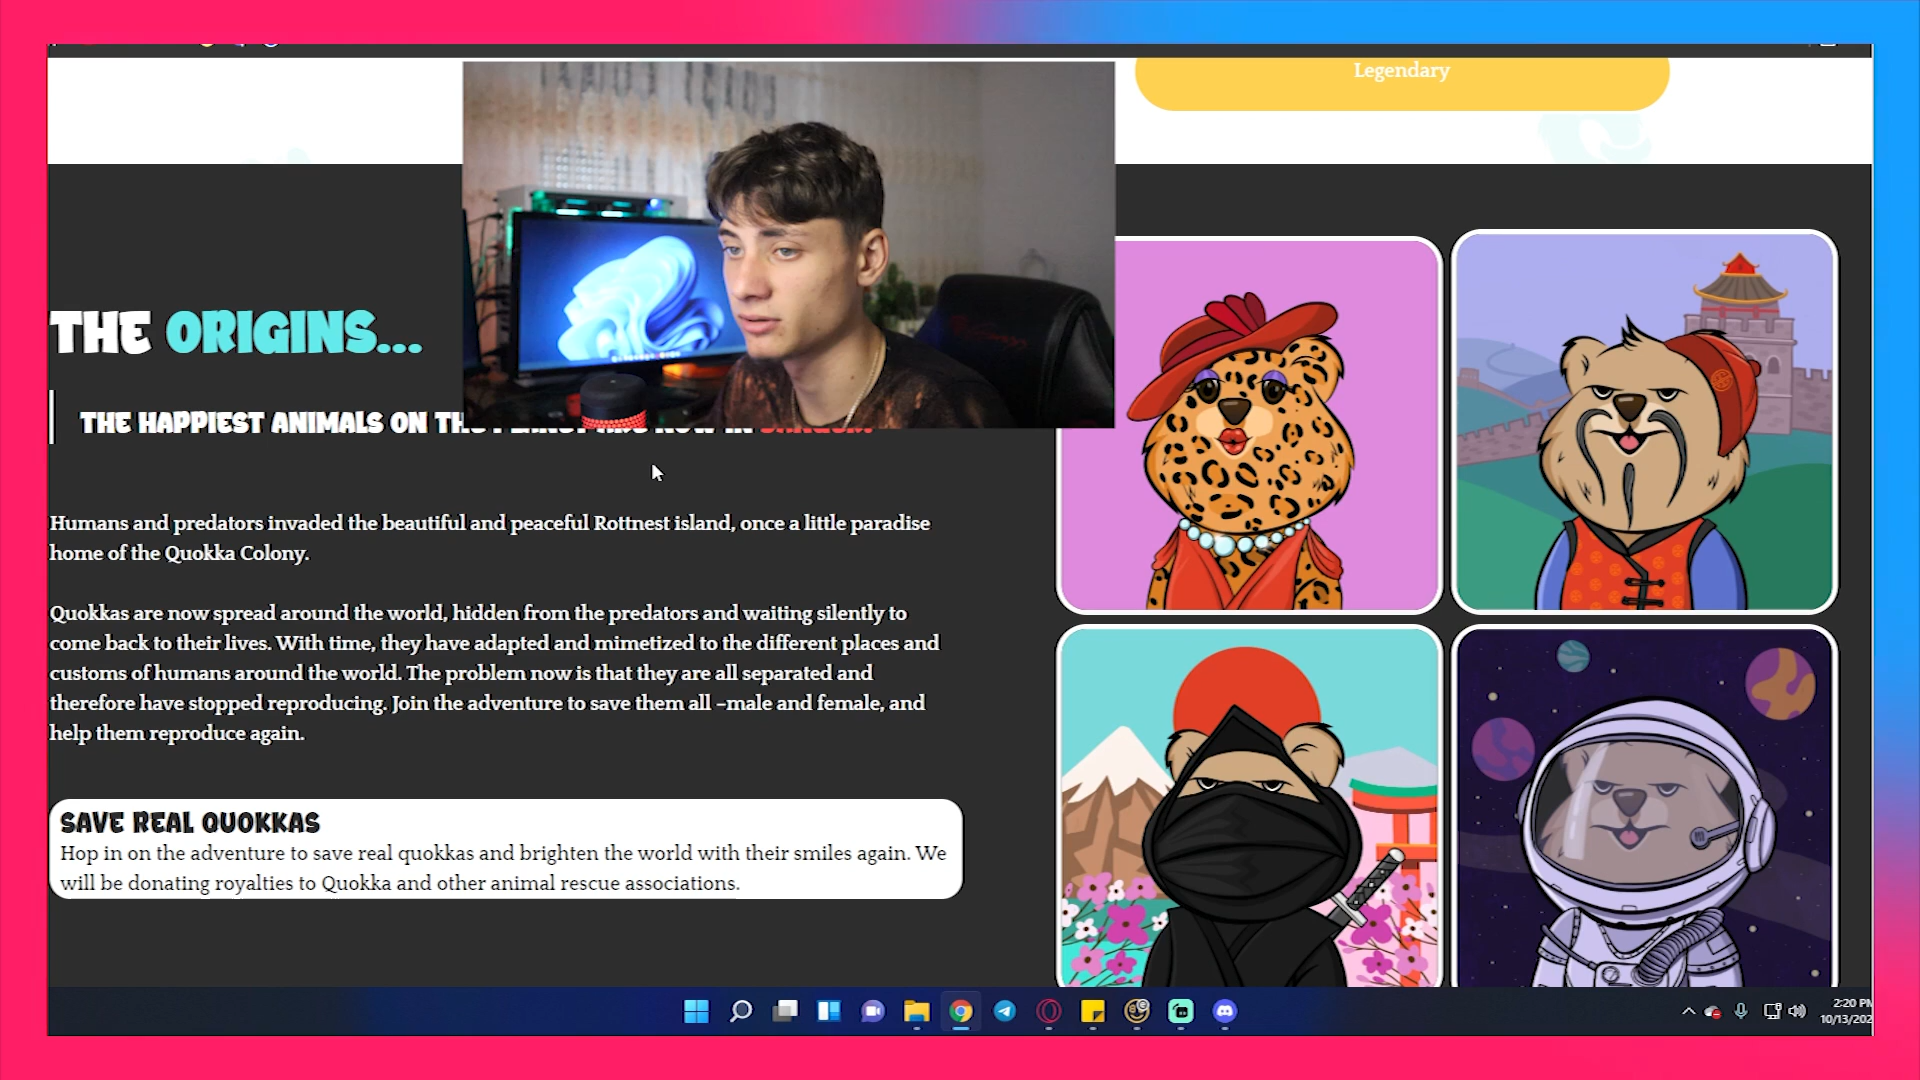 Legendary
THE ORIGINS...
THE HAPPIEST ANIMALS ON
Humans and predators invaded the beautiful and peaceful Rottnest island, once a little paradise
home of the Quokka Colony.
Quokkas are now spread around the world, hidden from the predators and waiting silently to
come back to their lives. With time, they have adapted and mimetized to the different places and
customs of humans around the world. The problem now is that they are all separated and
therefore have stopped reproducing. Join the adventure to save them all –male and female, and
help them reproduce again.
SAVE REAL QUOKKAS
Hop in on the adventure to save real quokkas and brighten the world with their smiles again. We
will be donating royalties to Quokka and other animal rescue associations.
2:20 PM
10/13/202